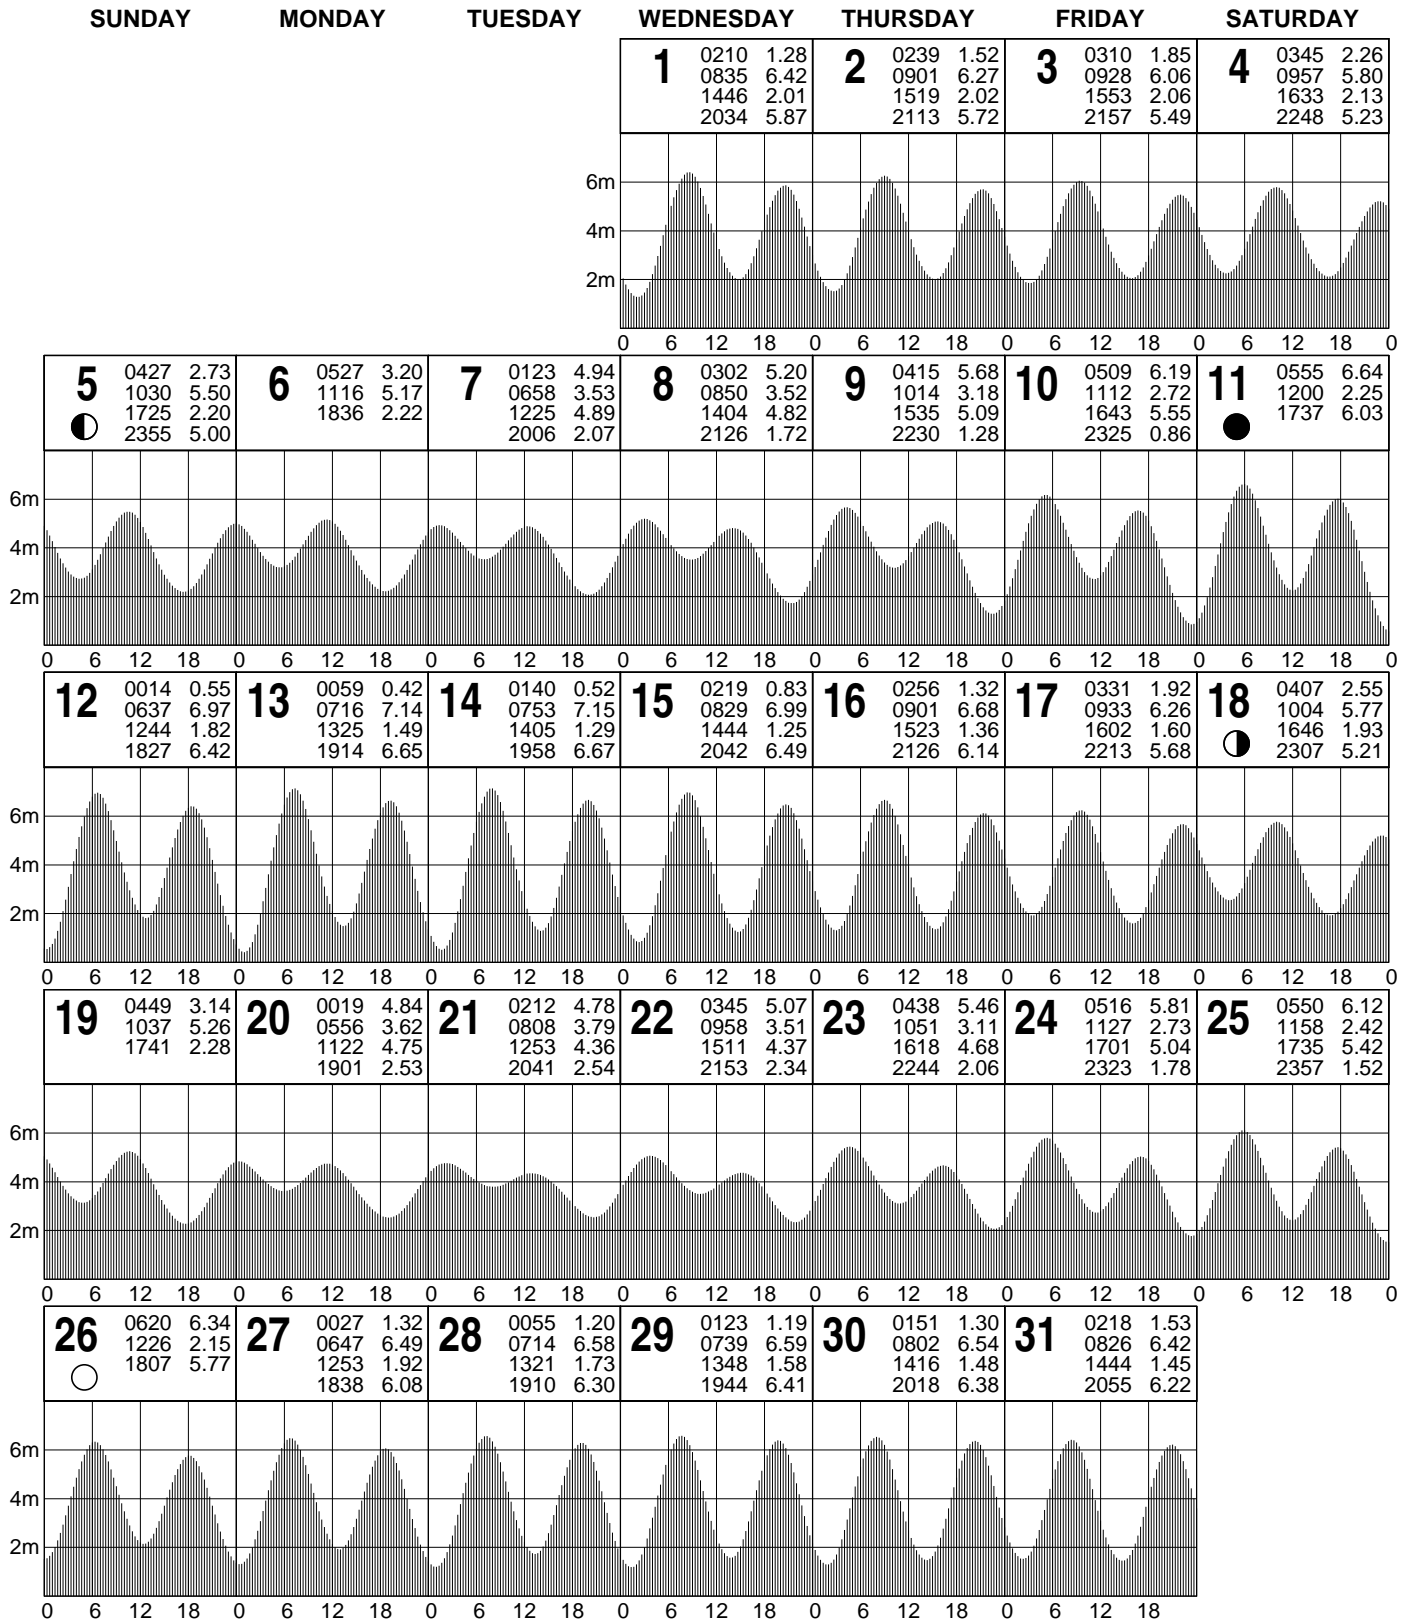 SUNDAY MONDAY TUESDAY WEDNESDAY THURSDAY FRIDAY SATURDAY
1 0210 1.28 2 0239 1.52 3 0310 1.85 4 0345 2.26
0835 6.42 0901 6.27 0928 6.06 0957 5.80
1446 2.01 1519 2.02 1553 2.06 1633 2.13
2034 5.87 2113 5.72 2157 5.49 2248 5.23
6m
4m
2m
0 6 12 18 0 6 12 18 0 6 12 18 0 6 12 18 0
5 0427 2.73 6 0527 3.20 7 0123 4.94 8 0302 5.20 9 0415 5.68 10 0509 6.19 11 0555 6.64
1030 5.50 1116 5.17 0658 3.53 0850 3.52 1014 3.18 1112 2.72 1200 2.25
1725 2.20 1836 2.22 1225 4.89 1404 4.82 1535 5.09 1643 5.55 1737 6.03
2355 5.00 2006 2.07 2126 1.72 2230 1.28 2325 0.86
6m
4m
2m
0 6 12 18 0 6 12 18 0 6 12 18 0 6 12 18 0 6 12 18 0 6 12 18 0 6 12 18 0
12 0014 0.55 13 0059 0.42 14 0140 0.52 15 0219 0.83 16 0256 1.32 17 0331 1.92 18 0407 2.55
0637 6.97 0716 7.14 0753 7.15 0829 6.99 0901 6.68 0933 6.26 1004 5.77
1244 1.82 1325 1.49 1405 1.29 1444 1.25 1523 1.36 1602 1.60 1646 1.93
1827 6.42 1914 6.65 1958 6.67 2042 6.49 2126 6.14 2213 5.68 2307 5.21
6m
4m
2m
0 6 12 18 0 6 12 18 0 6 12 18 0 6 12 18 0 6 12 18 0 6 12 18 0 6 12 18 0
19 0449 3.14 20 0019 4.84 21 0212 4.78 22 0345 5.07 23 0438 5.46 24 0516 5.81 25 0550 6.12
1037 5.26 0556 3.62 0808 3.79 0958 3.51 1051 3.11 1127 2.73 1158 2.42
1741 2.28 1122 4.75 1253 4.36 1511 4.37 1618 4.68 1701 5.04 1735 5.42
1901 2.53 2041 2.54 2153 2.34 2244 2.06 2323 1.78 2357 1.52
6m
4m
2m
0 6 12 18 0 6 12 18 0 6 12 18 0 6 12 18 0 6 12 18 0 6 12 18 0 6 12 18 0
26 0620 6.34 27 0027 1.32 28 0055 1.20 29 0123 1.19 30 0151 1.30 31 0218 1.53
1226 2.15 0647 6.49 0714 6.58 0739 6.59 0802 6.54 0826 6.42
1807 5.77 1253 1.92 1321 1.73 1348 1.58 1416 1.48 1444 1.45
1838 6.08 1910 6.30 1944 6.41 2018 6.38 2055 6.22
6m
4m
2m
0 6 12 18 0 6 12 18 0 6 12 18 0 6 12 18 0 6 12 18 0 6 12 18